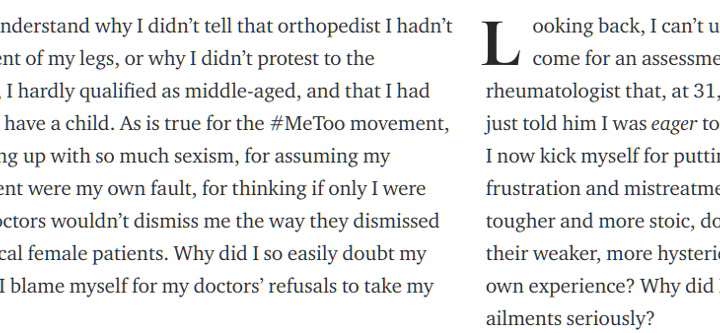 nderstand why I didn’t tell that orthopedist I hadn’t
ent of my legs, or why I didn’t protest to the
, I hardly qualified as middle-aged, and that I had
have a child. As is true for the #MeToo movement,
ng up with so much sexism, for assuming my
ent were my own fault, for thinking if only I were
octors wouldn’t dismiss me the way they dismissed
cal female patients. Why did I so easily doubt my
I blame myself for my doctors’ refusals to take my
Looking back, I can’t u
come for an assessme
rheumatologist that, at 31,
just told him I was eager to
I now kick myself for puttin
frustration and mistreatme
tougher and more stoic, do
their weaker, more hysteric
own experience? Why did I
ailments seriously?